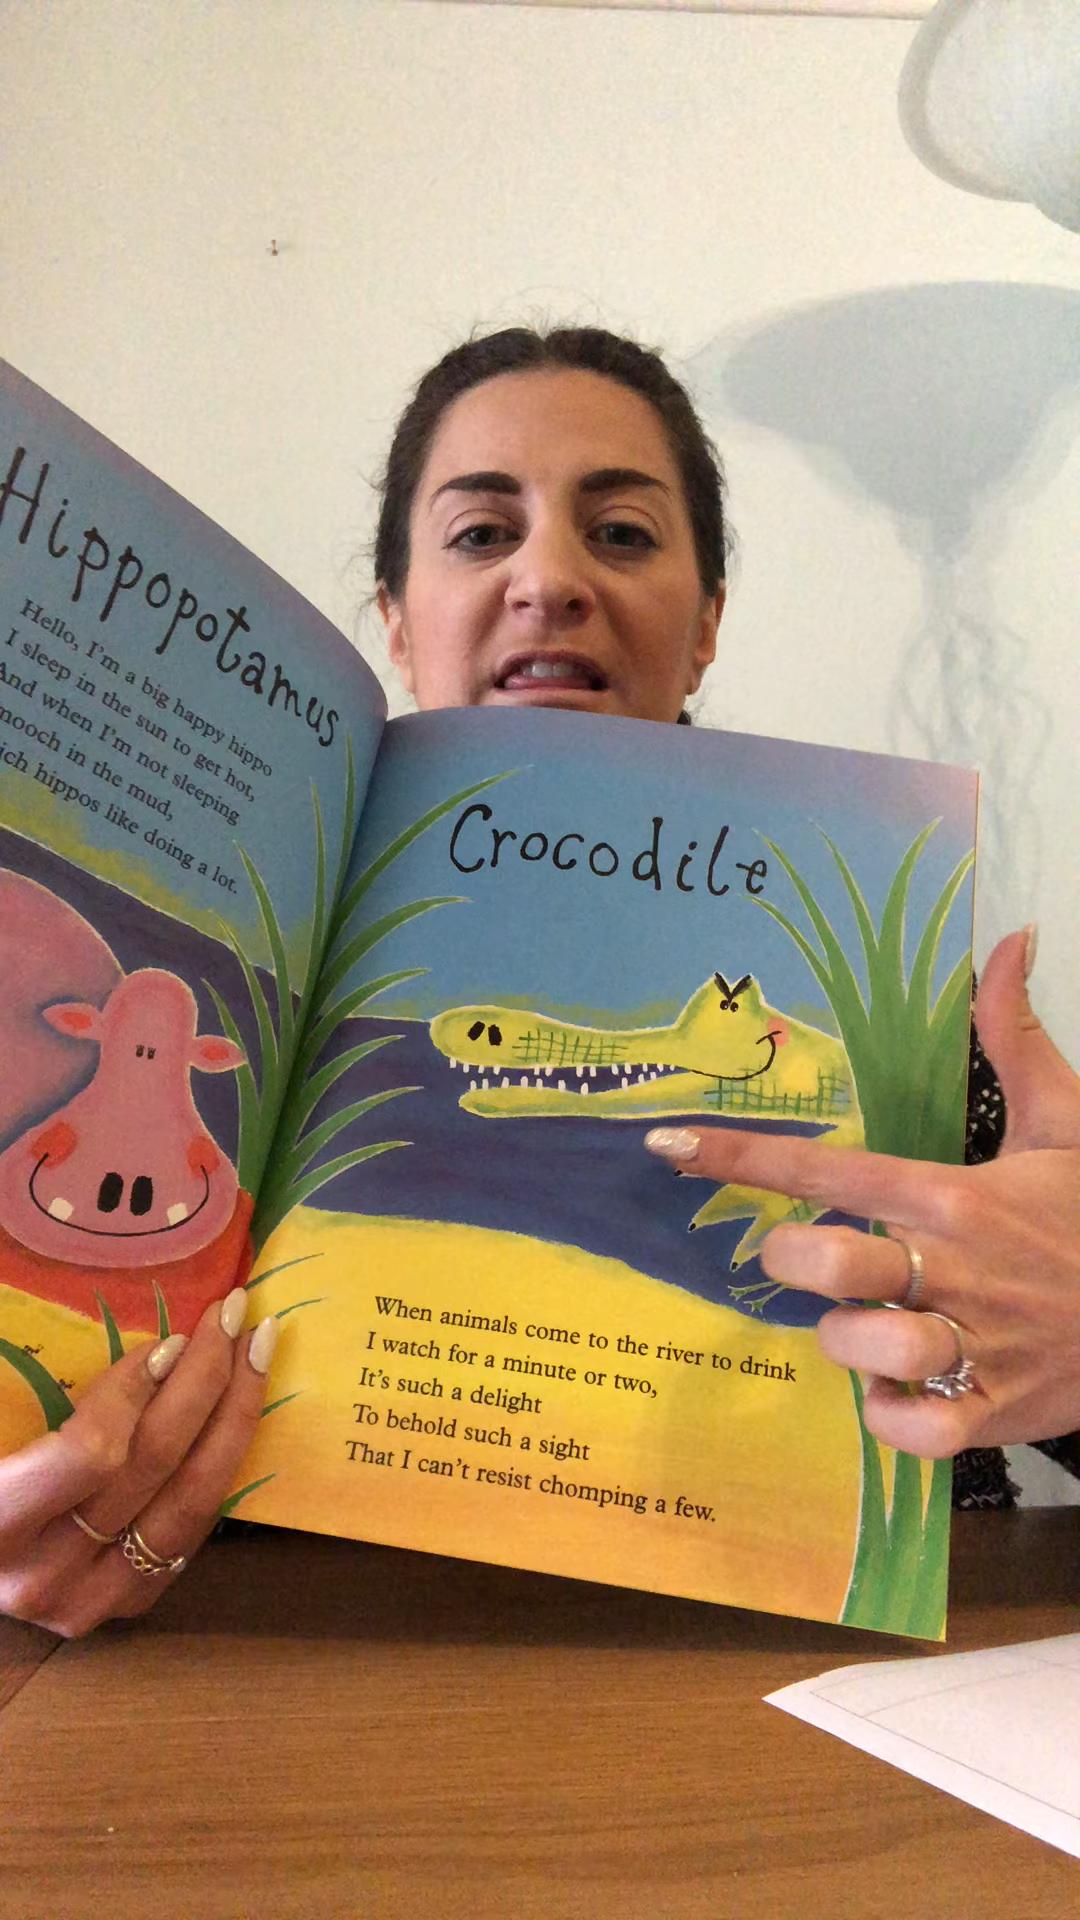 Hippopotamus
Hello, I'm a big happy hippo
I sleep in the sun to get hot,
And when I'm not sleeping
mooch in the mud,
hippos like doing a lot.
Crocodile
When animals come to the river to drink
I watch for a minute or two,
It's such a delight
To behold such a sight
That I can't resist chomping a few.